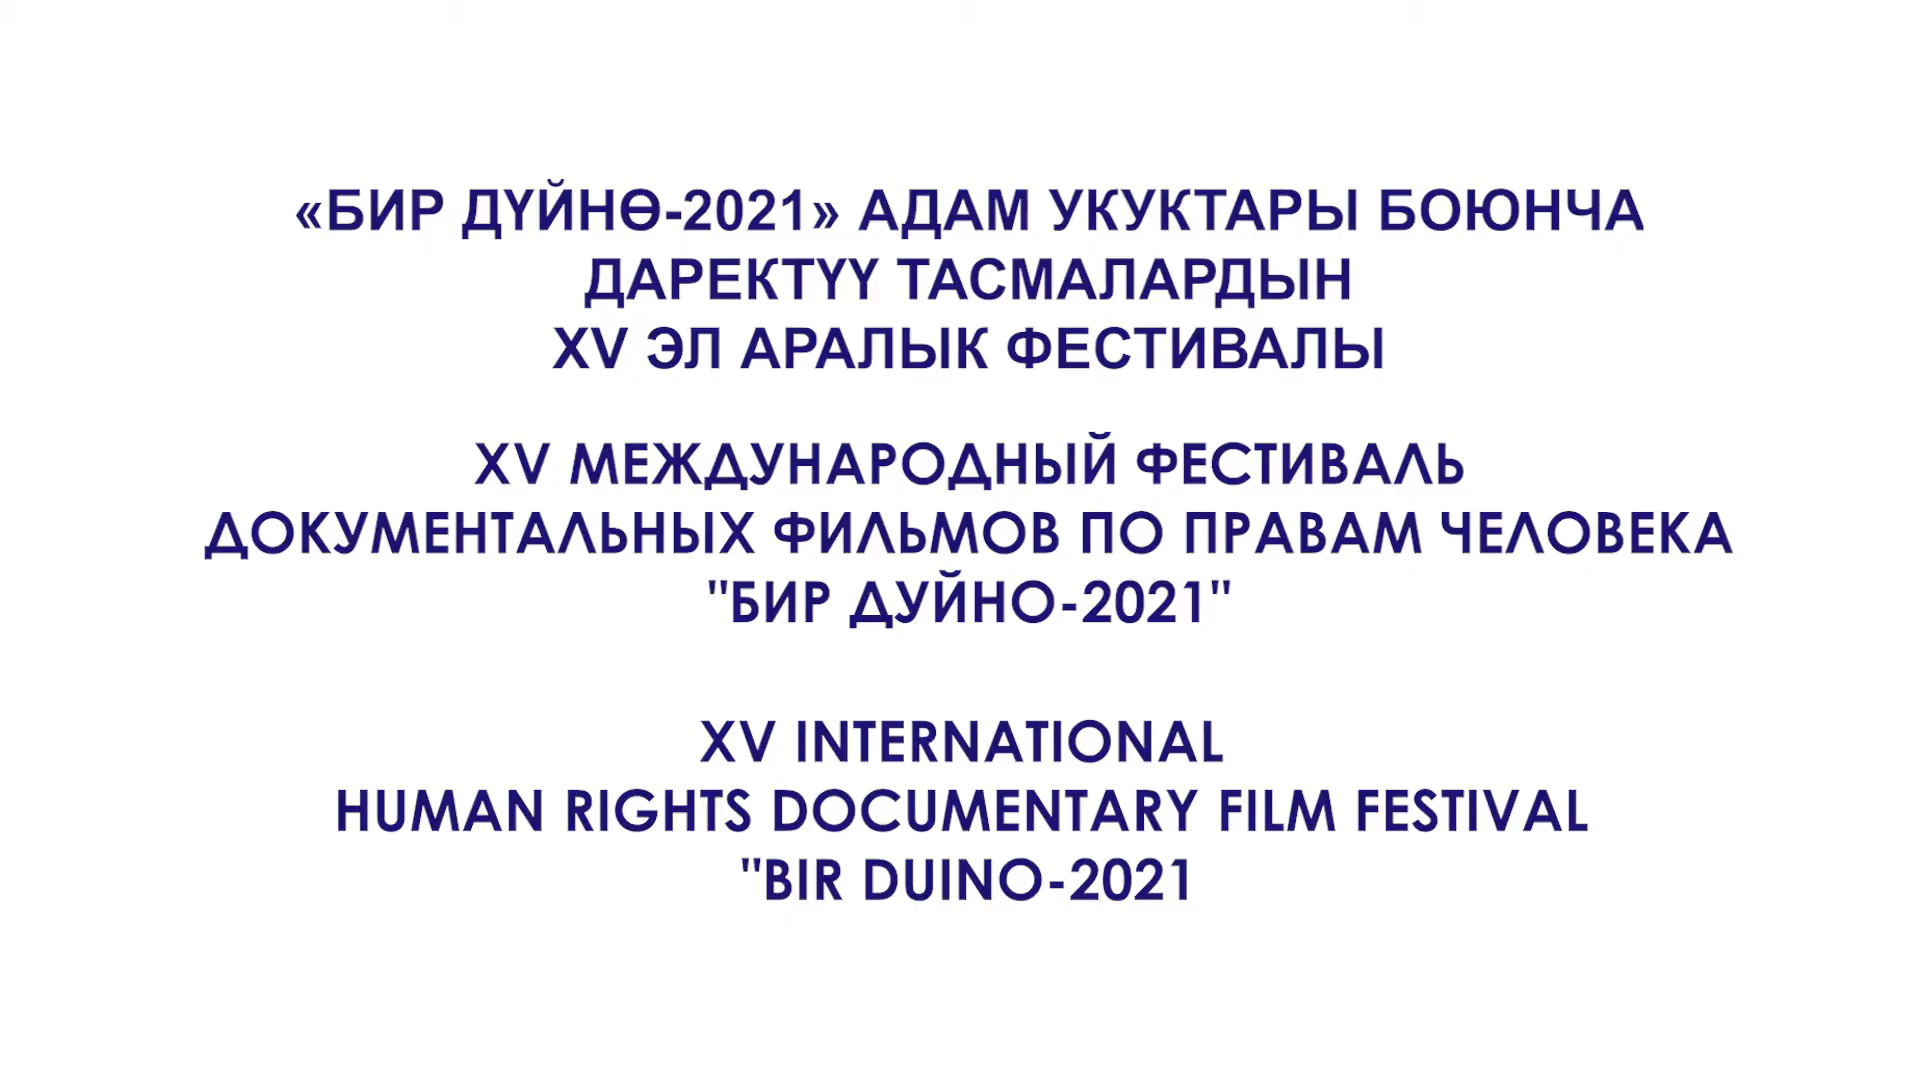 «БИР ДҮЙНӨ-2021» АДАМ УКУКТАРЫ БОЮНЧА
ДАРЕКТҮҮ ТАСМАЛАРДЫН
XV ЭЛ АРАЛЫК ФЕСТИВАЛЫ
XV МЕЖДУНАРОДНЫЙ ФЕСТИВАЛЬ
ДОКУМЕНТАЛЬНЫХ ФИЛЬМОВ ПО ПРАВАМ ЧЕЛОВЕКА
"БИР ДУЙНО-2021"
XV INTERNATIONAL
HUMAN RIGHTS DOCUMENTARY FILM FESTIVAL
"BIR DUINO-2021